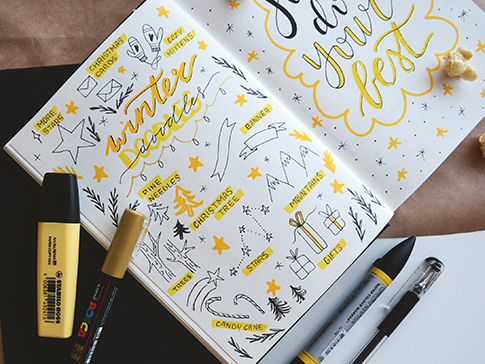 CHRISTMAS
CARDS
COZY
MITTENS
winter
DOODLES
doodles
MORE
STARS
BANNER
PINE
NEEDLES
CHRISTMAS
TREE
MOUNTAINS
STARS
GIFTS
TREES
CANDY CANE
do
your
best
STABILO BOSS
POSCA